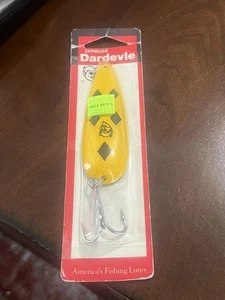 EPPINGER
Dardevle
America's Fishing Lures